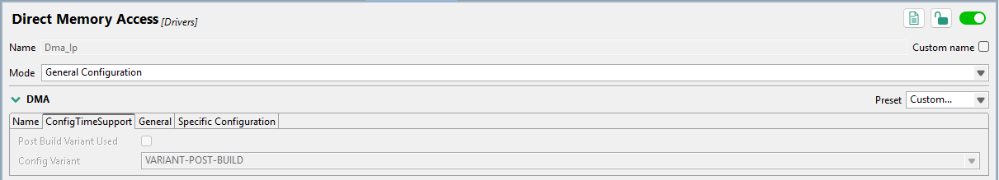 Direct Memory Access [Drivers]
Name Dma_Ip Custom name
Mode General Configuration
DMA Preset Custom...
Name ConfigTimeSupport General Specific Configuration
Post Build Variant Used
Config Variant VARIANT-POST-BUILD